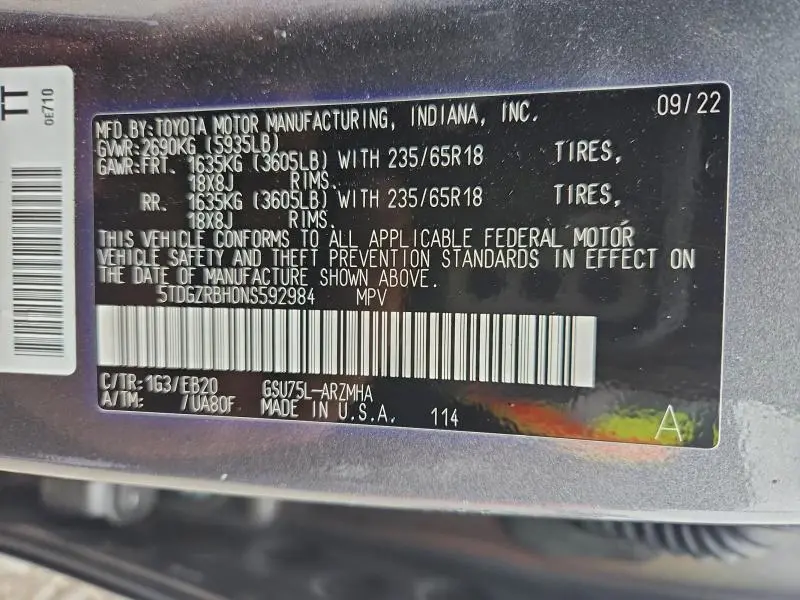 TT
0E710
09/22
MFD.BY:TOYOTA MOTOR MANUFACTURING, INDIANA, INC.
GVWR:2690KG (5935LB)
GAWR:FRT. 1635KG (3605LB) WITH 235/65R18 TIRES,
18X8J RIMS.
RR. 1635KG (3605LB) WITH 235/65R18 TIRES,
18X8J RIMS.
THIS VEHICLE CONFORMS TO ALL APPLICABLE FEDERAL MOTOR
VEHICLE SAFETY AND THEFT PREVENTION STANDARDS IN EFFECT ON
THE DATE OF MANUFACTURE SHOWN ABOVE.
5TDGZRBH0NS592984 MPV
C/TR:1G3/EB20 GSU75L-ARZMHA
A/TM: /UA80F MADE IN U.S.A. 114
A